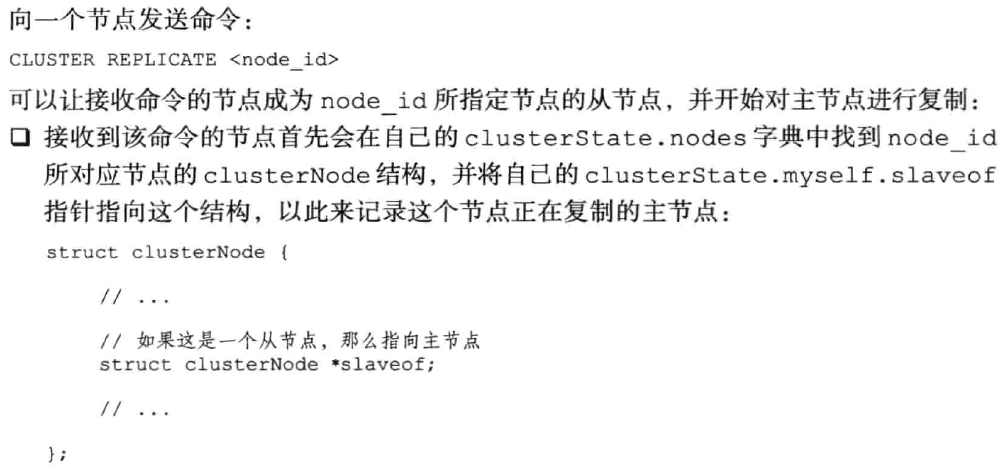 向一个节点发送命令：
CLUSTER REPLICATE <node_id>
可以让接收命令的节点成为 node_id 所指定节点的从节点，并开始对主节点进行复制：
❑ 接收到该命令的节点首先会在自己的 clusterState.nodes 字典中找到 node_id
所对应节点的 clusterNode 结构，并将自己的 clusterState.myself.slaveof
指针指向这个结构，以此来记录这个节点正在复制的主节点：
struct clusterNode {
// ...
// 如果这是一个从节点，那么指向主节点
struct clusterNode *slaveof;
// ...
};